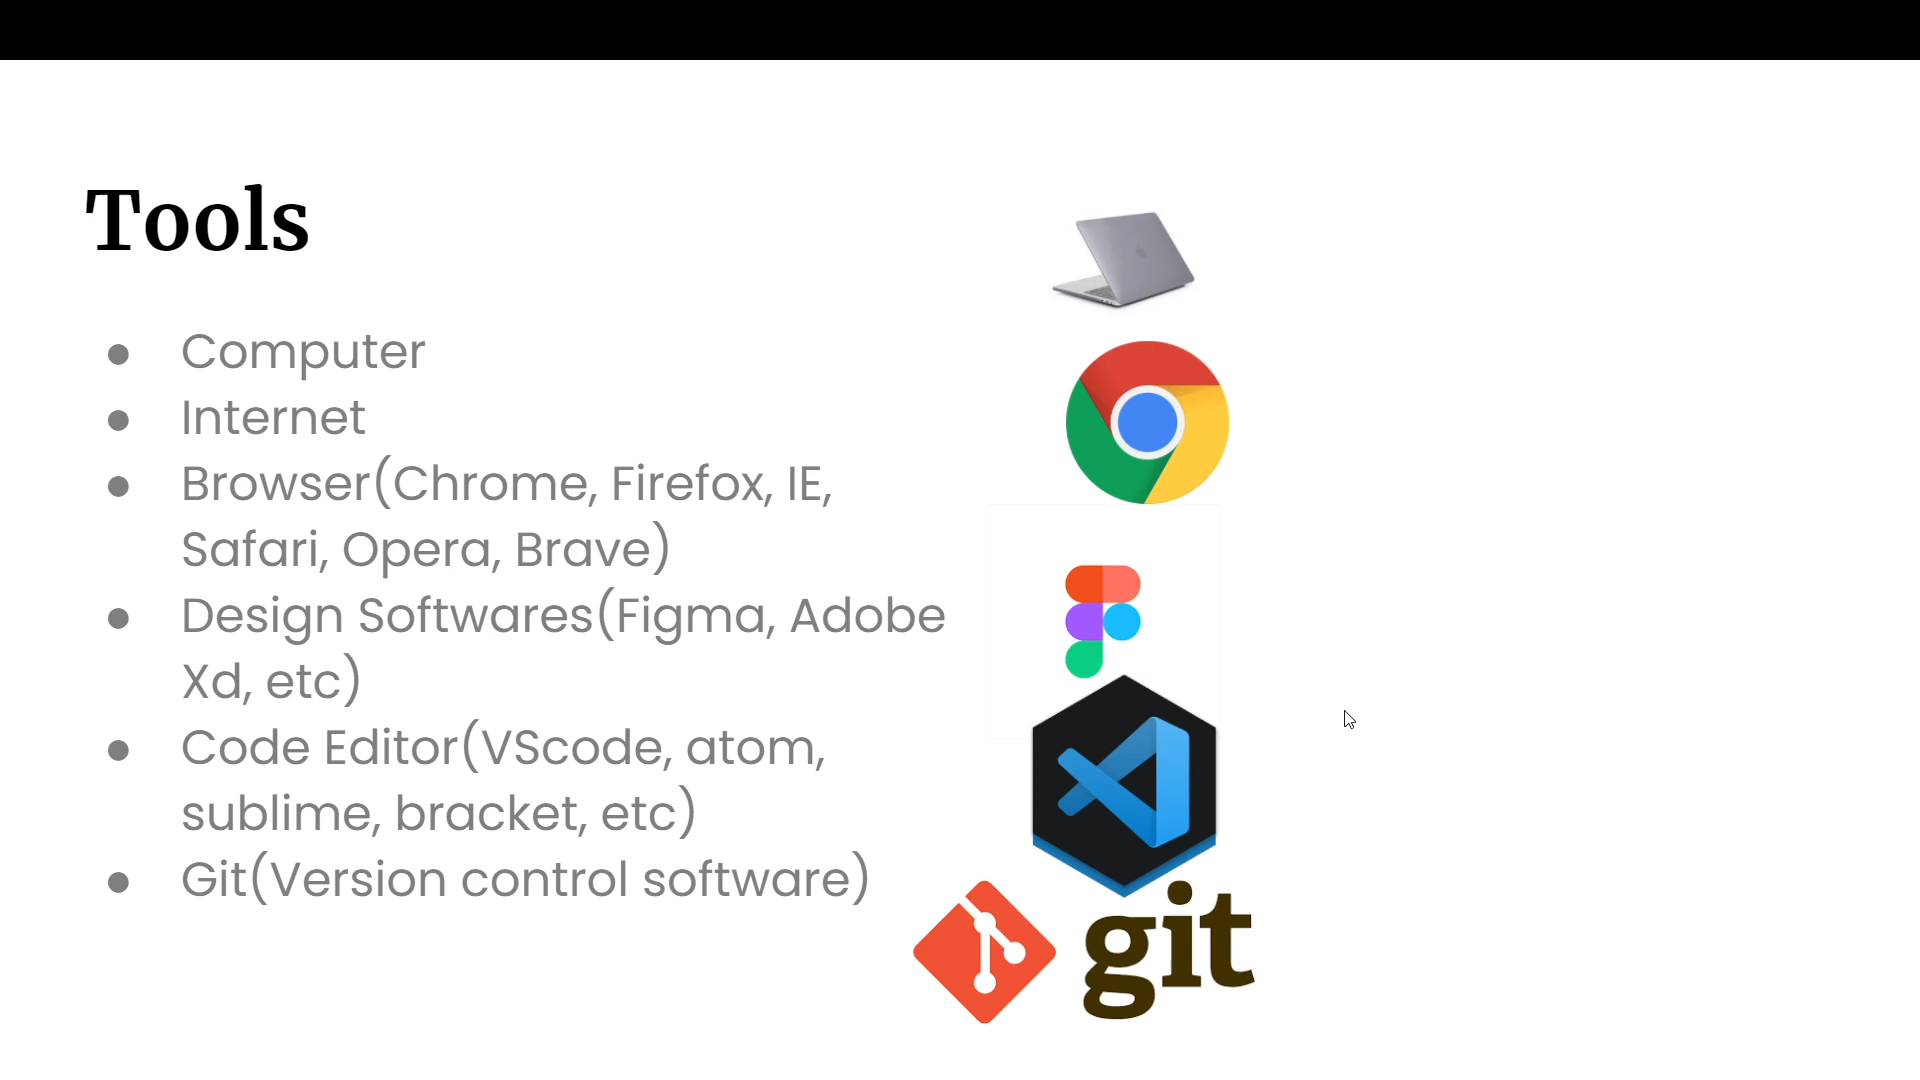 Tools
● Computer
● Internet
● Browser(Chrome, Firefox, IE,
Safari, Opera, Brave)
● Design Softwares(Figma, Adobe
Xd, etc)
● Code Editor(VScode, atom,
sublime, bracket, etc)
● Git(Version control software)
git